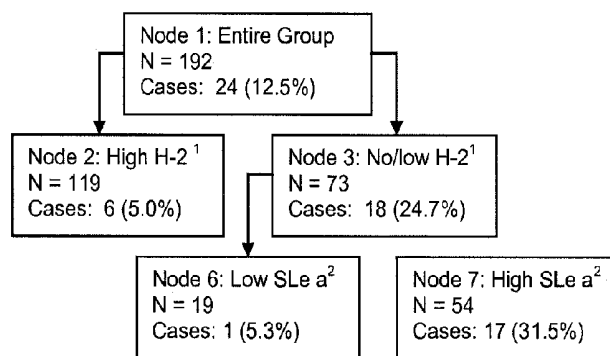 Node 1: Entire Group
N = 192
Cases: 24 (12.5%)
Node 2: High H-2 1
N = 119
Cases: 6 (5.0%)
Node 3: No/low H-2 1
N = 73
Cases: 18 (24.7%)
Node 6: Low SLe a 2
N = 19
Cases: 1 (5.3%)
Node 7: High SLe a 2
N = 54
Cases: 17 (31.5%)